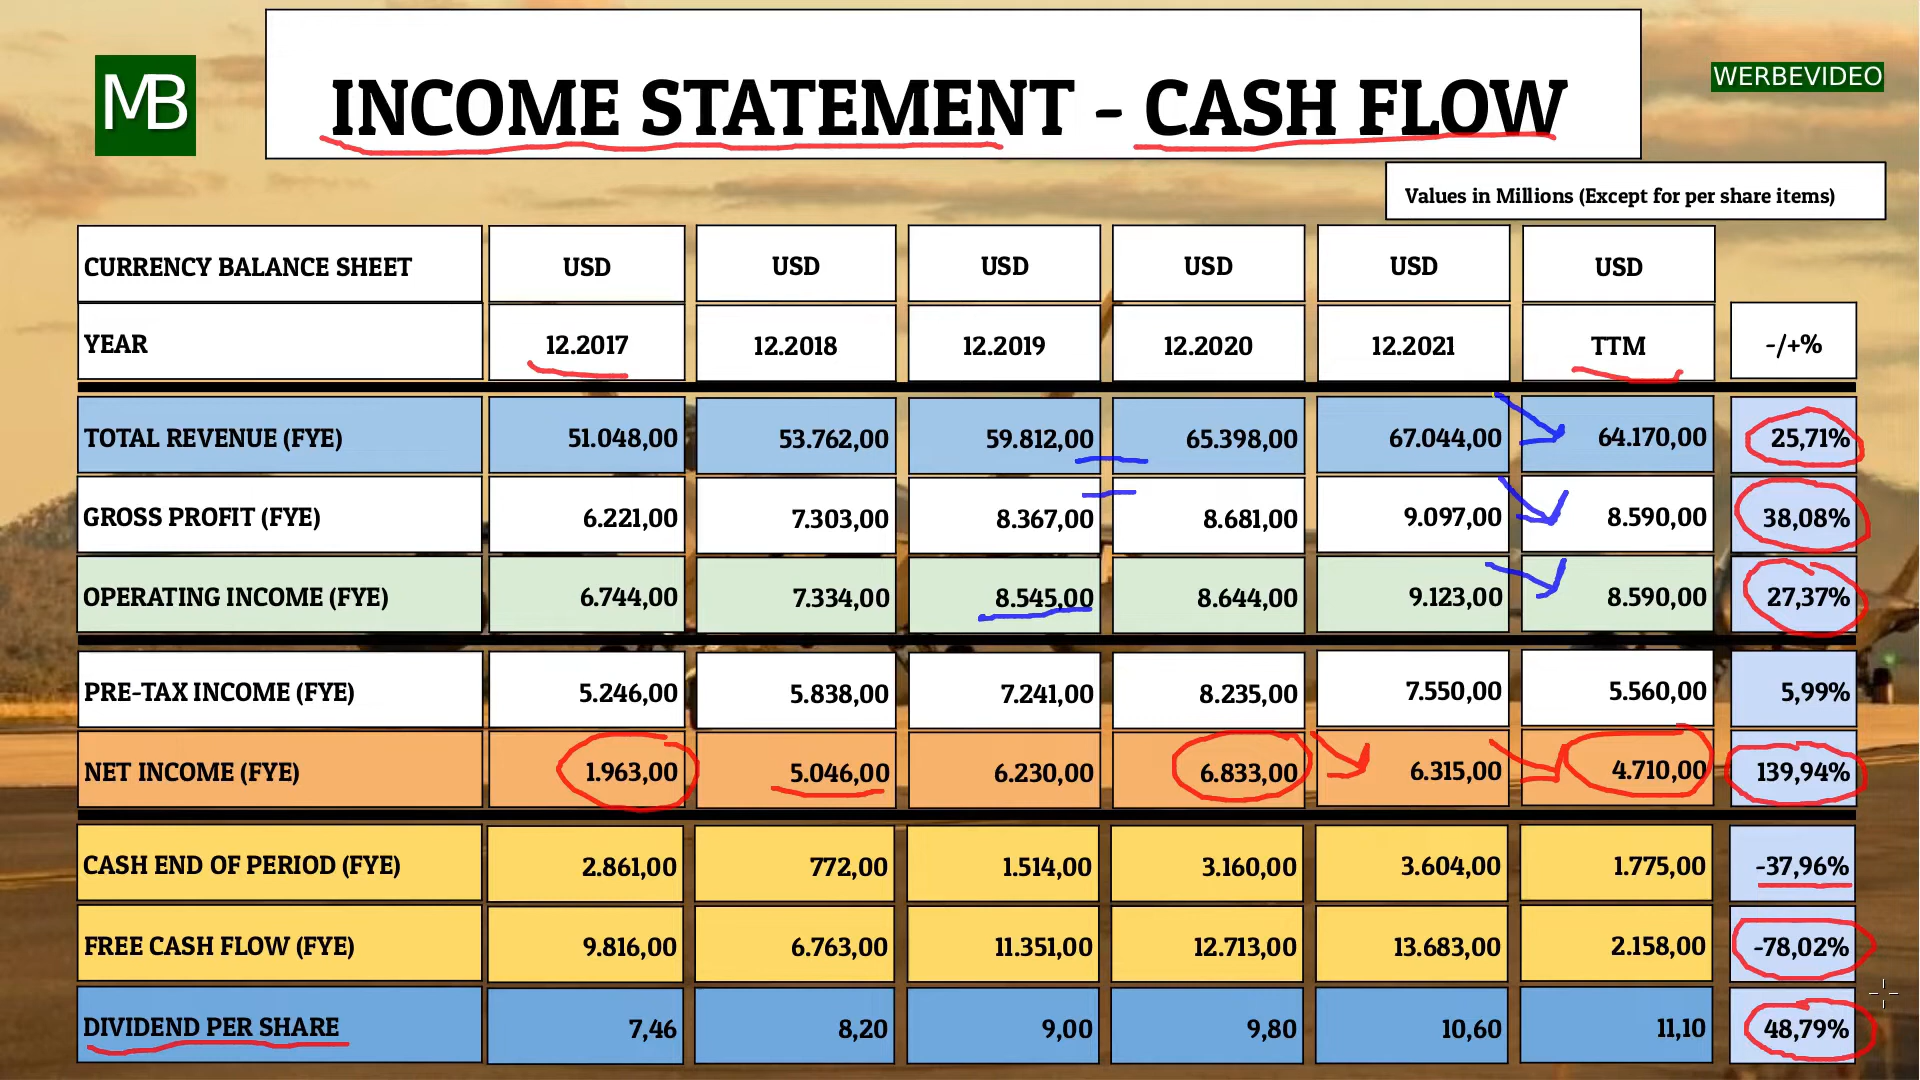 MB
INCOME STATEMENT - CASH FLOW
WERBEVIDEO
Values in Millions (Except for per share items)
CURRENCY BALANCE SHEET USD USD USD USD USD USD
YEAR 12.2017 12.2018 12.2019 12.2020 12.2021 TTM -/+%
TOTAL REVENUE (FYE) 51.048,00 53.762,00 59.812,00 65.398,00 67.044,00 64.170,00 25,71%
GROSS PROFIT (FYE) 6.221,00 7.303,00 8.367,00 8.681,00 9.097,00 8.590,00 38,08%
OPERATING INCOME (FYE) 6.744,00 7.334,00 8.545,00 8.644,00 9.123,00 8.590,00 27,37%
PRE-TAX INCOME (FYE) 5.246,00 5.838,00 7.241,00 8.235,00 7.550,00 5.560,00 5,99%
NET INCOME (FYE) 1.963,00 5.046,00 6.230,00 6.833,00 6.315,00 4.710,00 139,94%
CASH END OF PERIOD (FYE) 2.861,00 772,00 1.514,00 3.160,00 3.604,00 1.775,00 -37,96%
FREE CASH FLOW (FYE) 9.816,00 6.763,00 11.351,00 12.713,00 13.683,00 2.158,00 -78,02%
DIVIDEND PER SHARE 7,46 8,20 9,00 9,80 10,60 11,10 48,79%